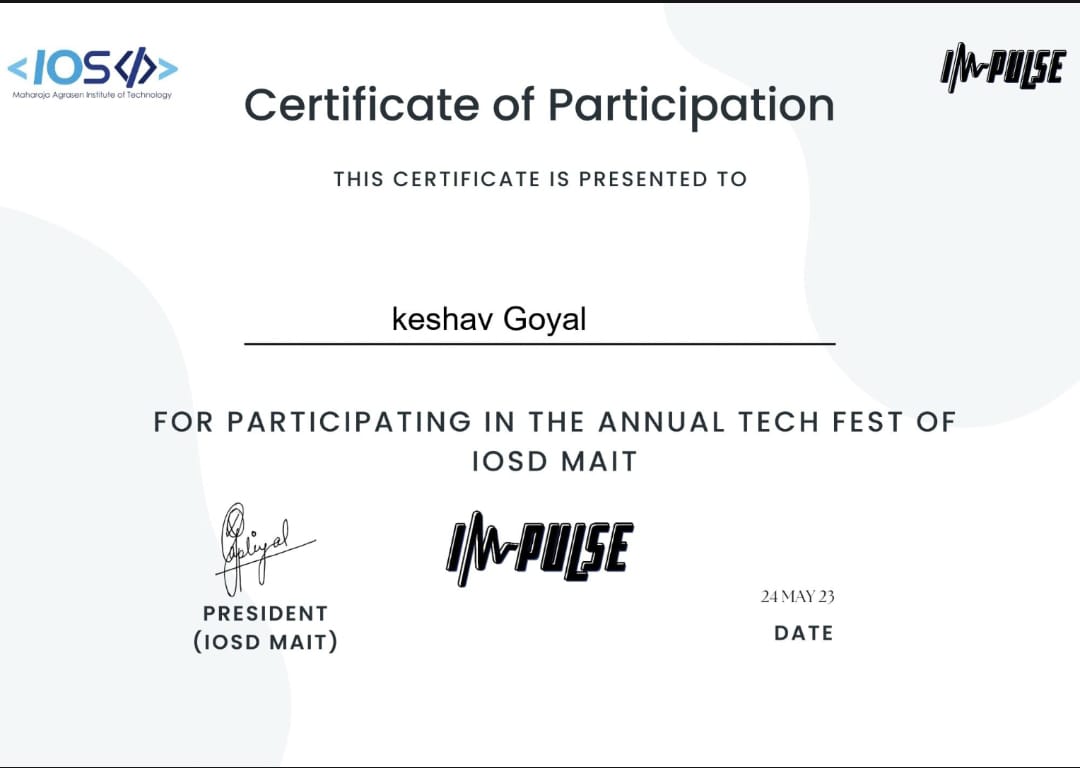 <IOS</>>
Maharaja Agrasen Institute of Technology
IM-PULSE
Certificate of Participation
THIS CERTIFICATE IS PRESENTED TO
keshav Goyal
FOR PARTICIPATING IN THE ANNUAL TECH FEST OF
IOSD MAIT
IM-PULSE
24 MAY 23
PRESIDENT
(IOSD MAIT)
DATE